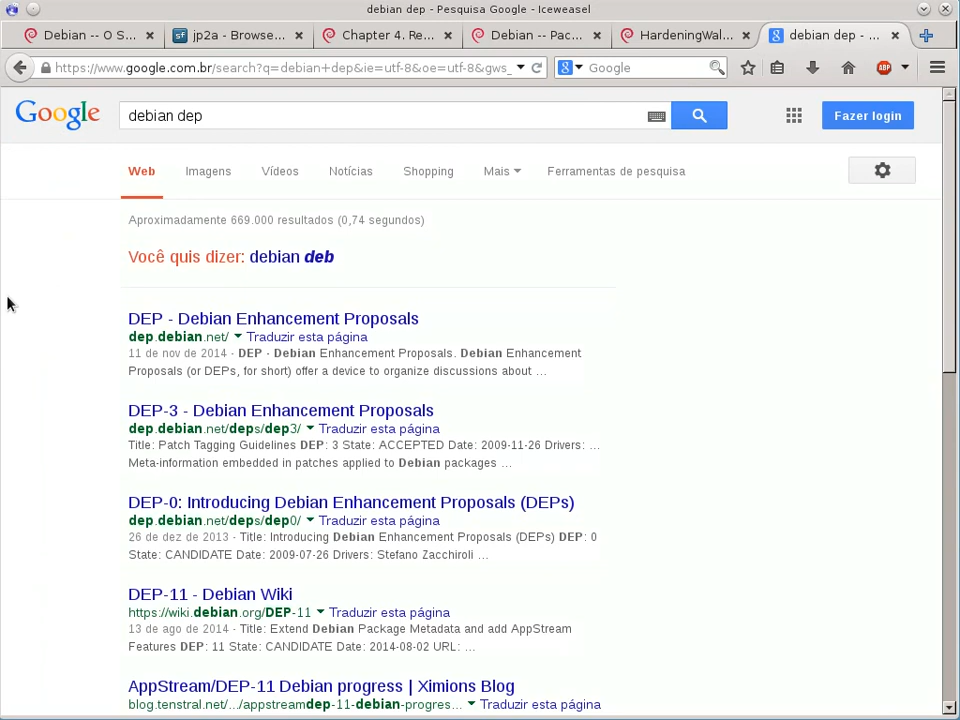 debian dep - Pesquisa Google - Iceweasel
Debian -- O S... jp2a - Browse... Chapter 4. Re... Debian -- Pac... HardeningWal... debian dep - ...
https://www.google.com.br/search?q=debian+dep&ie=utf-8&oe=utf-8&gws_ Google ABP
Google debian dep Fazer login
Web Imagens Vídeos Notícias Shopping Mais Ferramentas de pesquisa
Aproximadamente 669.000 resultados (0,74 segundos)
Você quis dizer: debian deb
DEP - Debian Enhancement Proposals
dep.debian.net/ Traduzir esta página
11 de nov de 2014 - DEP - Debian Enhancement Proposals. Debian Enhancement
Proposals (or DEPs, for short) offer a device to organize discussions about ...
DEP-3 - Debian Enhancement Proposals
dep.debian.net/deps/dep3/ Traduzir esta página
Title: Patch Tagging Guidelines DEP: 3 State: ACCEPTED Date: 2009-11-26 Drivers: ...
Meta-information embedded in patches applied to Debian packages ...
DEP-0: Introducing Debian Enhancement Proposals (DEPs)
dep.debian.net/deps/dep0/ Traduzir esta página
26 de dez de 2013 - Title: Introducing Debian Enhancement Proposals (DEPs) DEP: 0
State: CANDIDATE Date: 2009-07-26 Drivers: Stefano Zacchiroli ...
DEP-11 - Debian Wiki
https://wiki.debian.org/DEP-11 Traduzir esta página
13 de ago de 2014 - Title: Extend Debian Package Metadata and add AppStream
Features DEP: 11 State: CANDIDATE Date: 2014-08-02 URL: ...
AppStream/DEP-11 Debian progress | Ximions Blog
blog.tenstral.net/.../appstreamdep-11-debian-progres... Traduzir esta página